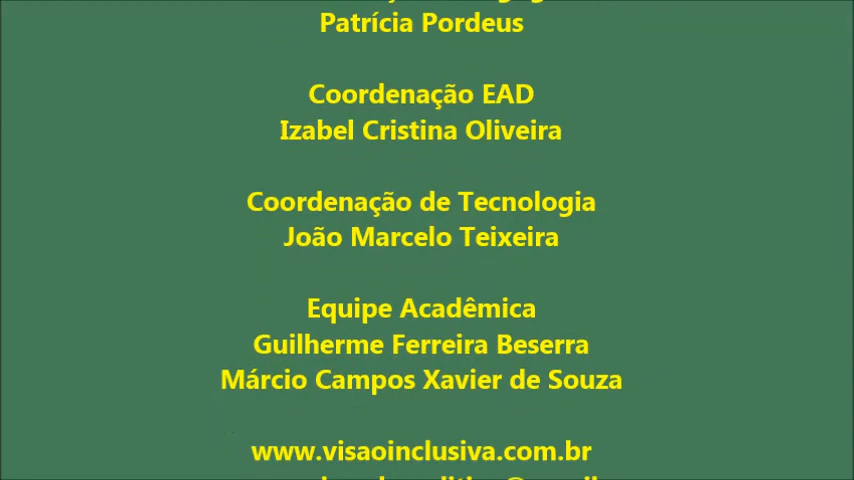 Patrícia Pordeus
Coordenação EAD
Izabel Cristina Oliveira
Coordenação de Tecnologia
João Marcelo Teixeira
Equipe Acadêmica
Guilherme Ferreira Beserra
Márcio Campos Xavier de Souza
www.visaoinclusiva.com.br